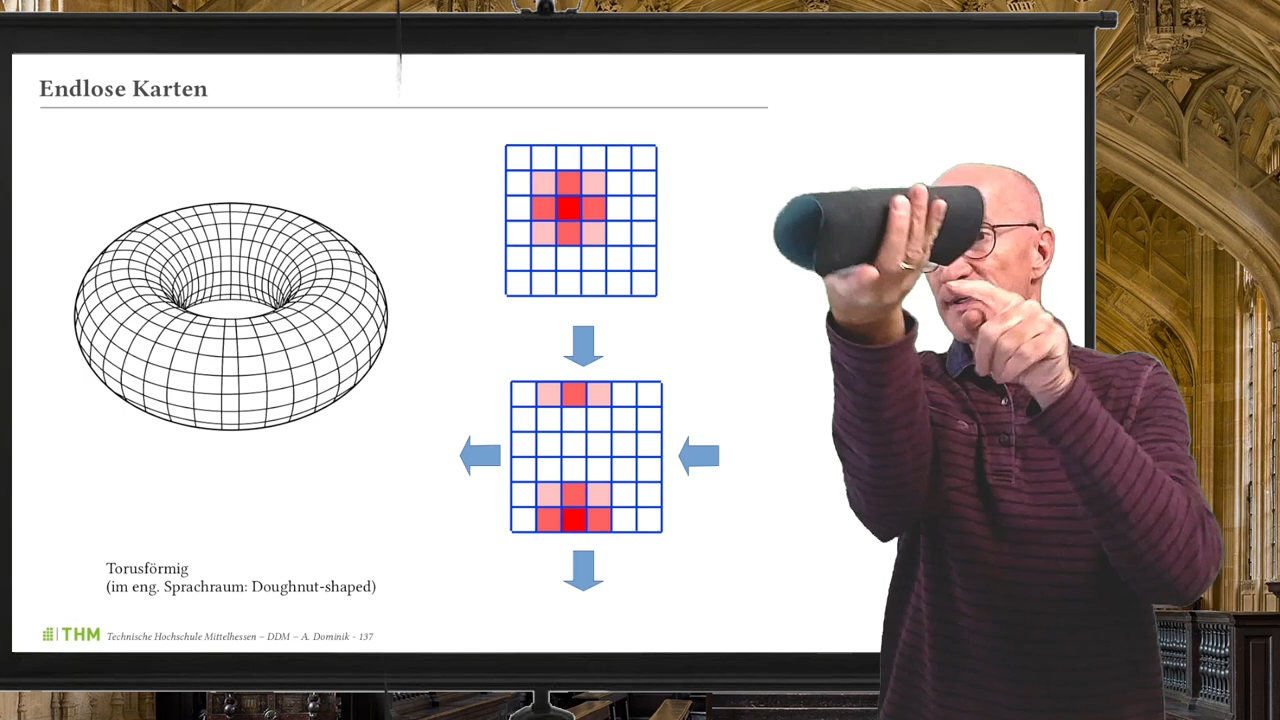 Endlose Karten
Torusförmig
(im eng. Sprachraum: Doughnut-shaped)
THM Technische Hochschule Mittelhessen – DDM – A. Dominik - 137